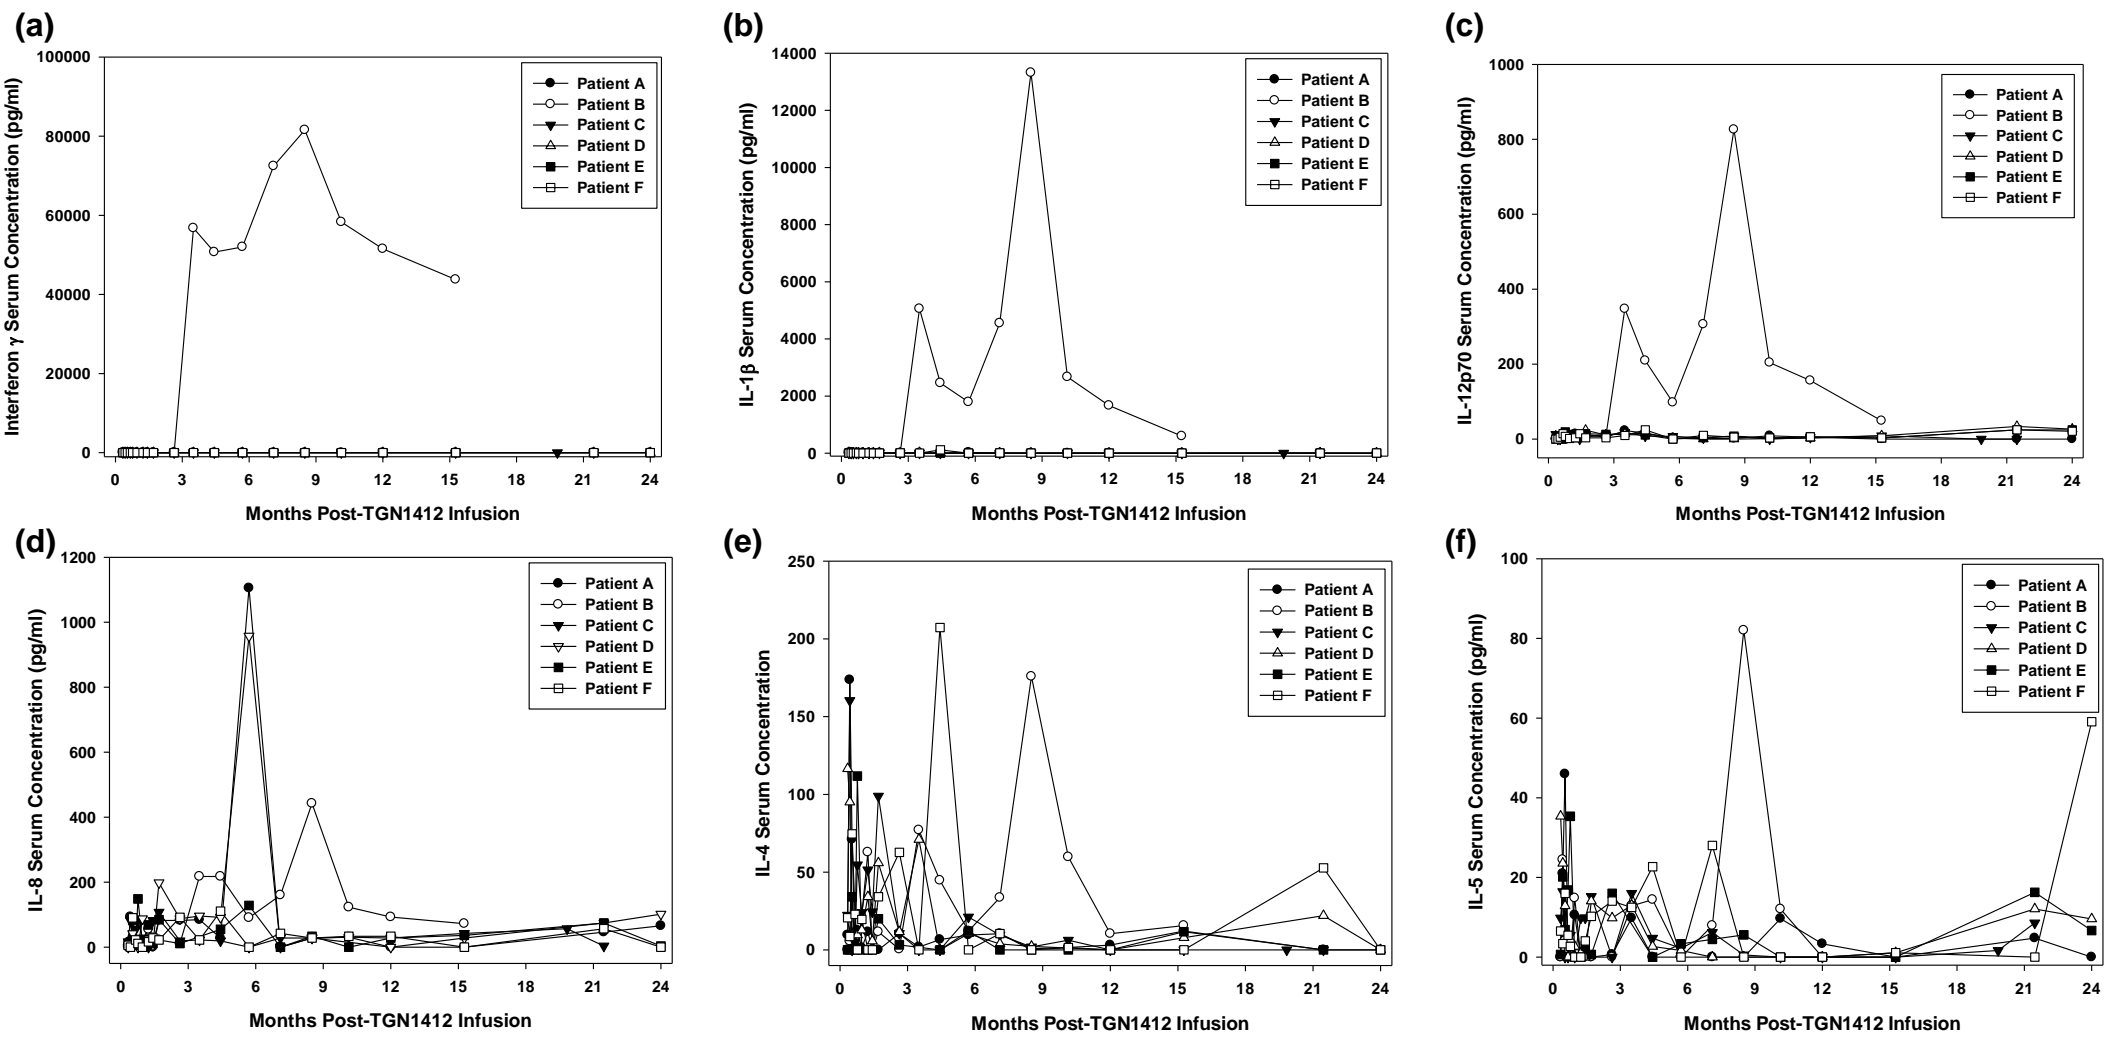 (a)
Interferon γ Serum Concentration (pg/ml)
100000
80000
60000
40000
20000
0
Patient A
Patient B
Patient C
Patient D
Patient E
Patient F
0 3 6 9 12 15 18 21 24
Months Post-TGN1412 Infusion
(b)
IL-1β Serum Concentration (pg/ml)
14000
12000
10000
8000
6000
4000
2000
0
Patient A
Patient B
Patient C
Patient D
Patient E
Patient F
0 3 6 9 12 15 18 21 24
Months Post-TGN1412 Infusion
(c)
IL-12p70 Serum Concentration (pg/ml)
1000
800
600
400
200
0
Patient A
Patient B
Patient C
Patient D
Patient E
Patient F
0 3 6 9 12 15 18 21 24
Months Post-TGN1412 Infusion
(d)
IL-8 Serum Concentration (pg/ml)
1200
1000
800
600
400
200
0
Patient A
Patient B
Patient C
Patient D
Patient E
Patient F
0 3 6 9 12 15 18 21 24
Months Post-TGN1412 Infusion
(e)
IL-4 Serum Concentration
250
200
150
100
50
0
Patient A
Patient B
Patient C
Patient D
Patient E
Patient F
0 3 6 9 12 15 18 21 24
Months Post-TGN1412 Infusion
(f)
IL-5 Serum Concentration (pg/ml)
100
80
60
40
20
0
Patient A
Patient B
Patient C
Patient D
Patient E
Patient F
0 3 6 9 12 15 18 21 24
Months Post-TGN1412 Infusion